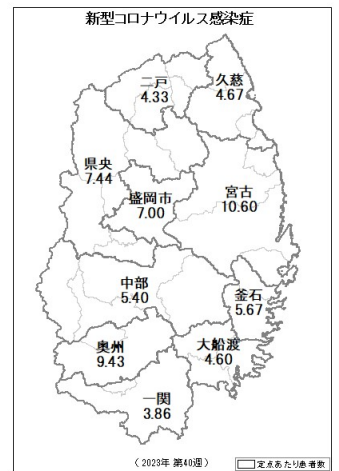 新型コロナウイルス感染症
二戸
4.33
久慈
4.67
県央
7.44
盛岡市
7.00
宮古
10.60
中部
5.40
釜石
5.67
奥州
9.43
大船渡
4.60
一関
3.86
（2023年 第40週）
定点あたり患者数